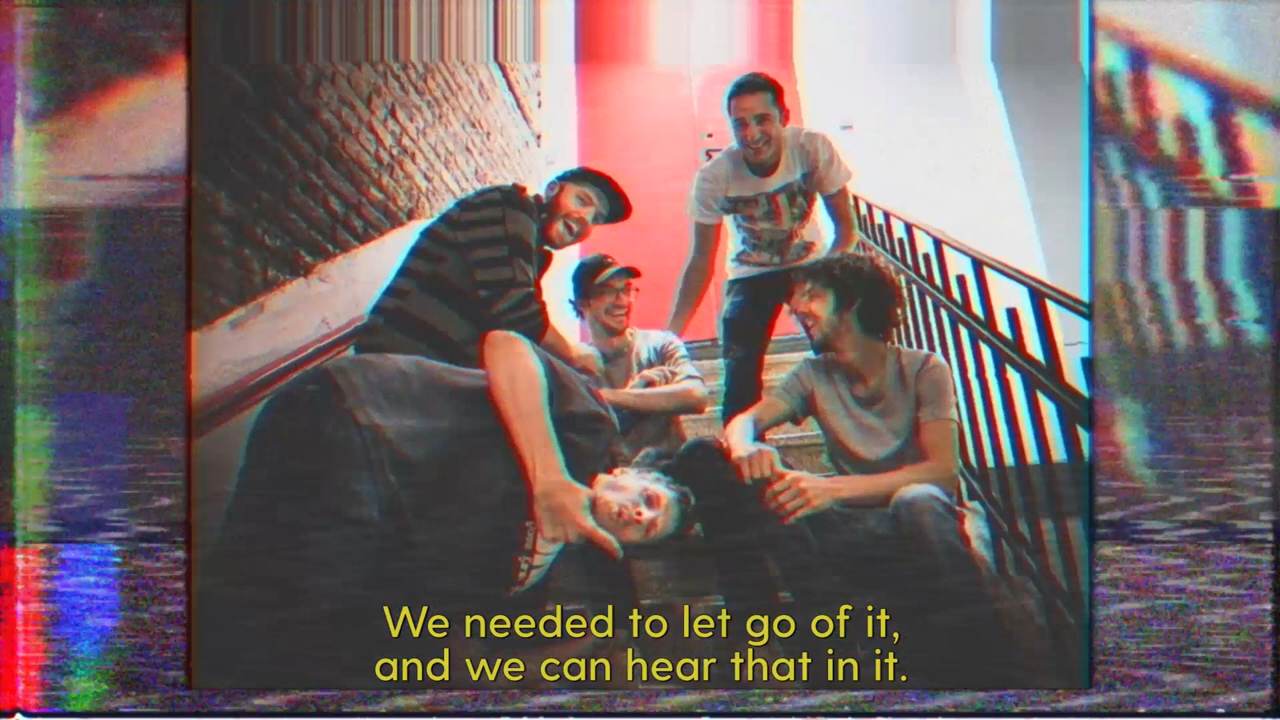 We needed to let go of it,
and we can hear that in it.